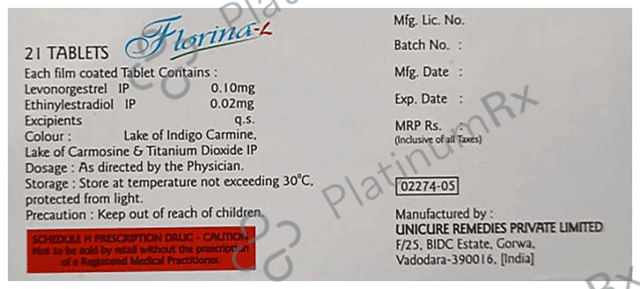 21 TABLETS Florina-L
Each film coated Tablet Contains :
Levonorgestrel IP 0.10mg
Ethinylestradiol IP 0.02mg
Excipients q.s.
Colour : Lake of Indigo Carmine,
Lake of Carmosine & Titanium Dioxide IP
Dosage : As directed by the Physician.
Storage : Store at temperature not exceeding 30°C,
protected from light.
Precaution : Keep out of reach of children.
SCHEDULE H PRESCRIPTION DRUG - CAUTION
Not to be sold by retail without the prescription
of a Registered Medical Practitioner.
Mfg. Lic. No.
Batch No. :
Mfg. Date :
Exp. Date :
MRP Rs. :
(Inclusive of all Taxes)
02274-05
Manufactured by :
UNICURE REMEDIES PRIVATE LIMITED
F/25, BIDC Estate, Gorwa,
Vadodara-390016, [India]
PlatinumRx